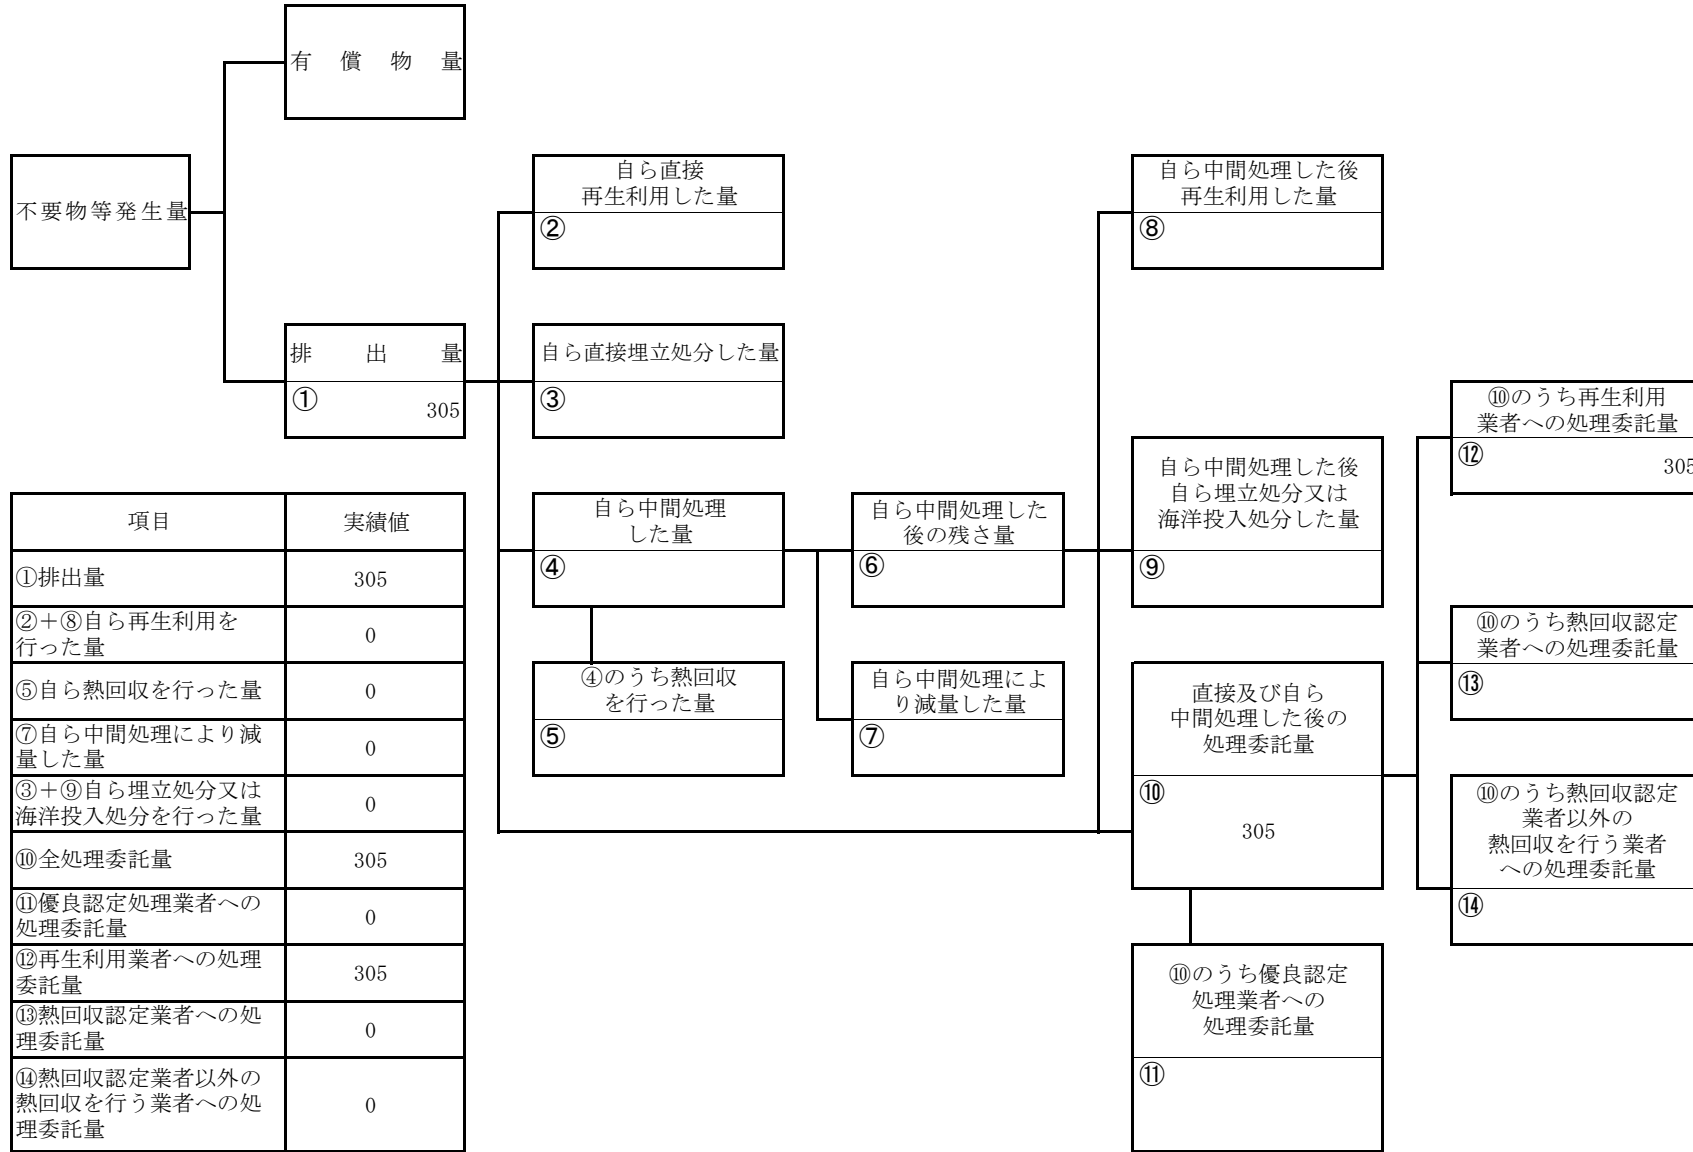 有償物量
不要物等発生量
自ら直接
再生利用した量
②
自ら中間処理した後
再生利用した量
⑧
排出量
①
305
自ら直接埋立処分した量
③
⑩のうち再生利用
業者への処理委託量
⑫
305
自ら中間処理
した量
④
自ら中間処理した
後の残さ量
⑥
自ら中間処理した後
自ら埋立処分又は
海洋投入処分した量
⑨
④のうち熱回収
を行った量
⑤
自ら中間処理によ
り減量した量
⑦
直接及び自ら
中間処理した後の
処理委託量
⑩
305
⑩のうち熱回収認定
業者への処理委託量
⑬
⑩のうち熱回収認定
業者以外の
熱回収を行う業者
への処理委託量
⑭
⑩のうち優良認定
処理業者への
処理委託量
⑪
項目 実績値
①排出量 305
②+⑧自ら再生利用を
行った量 0
⑤自ら熱回収を行った量 0
⑦自ら中間処理により減
量した量 0
③+⑨自ら埋立処分又は
海洋投入処分を行った量 0
⑩全処理委託量 305
⑪優良認定処理業者への
処理委託量 0
⑫再生利用業者への処理
委託量 305
⑬熱回収認定業者への処
理委託量 0
⑭熱回収認定業者以外の
熱回収を行う業者への処
理委託量 0